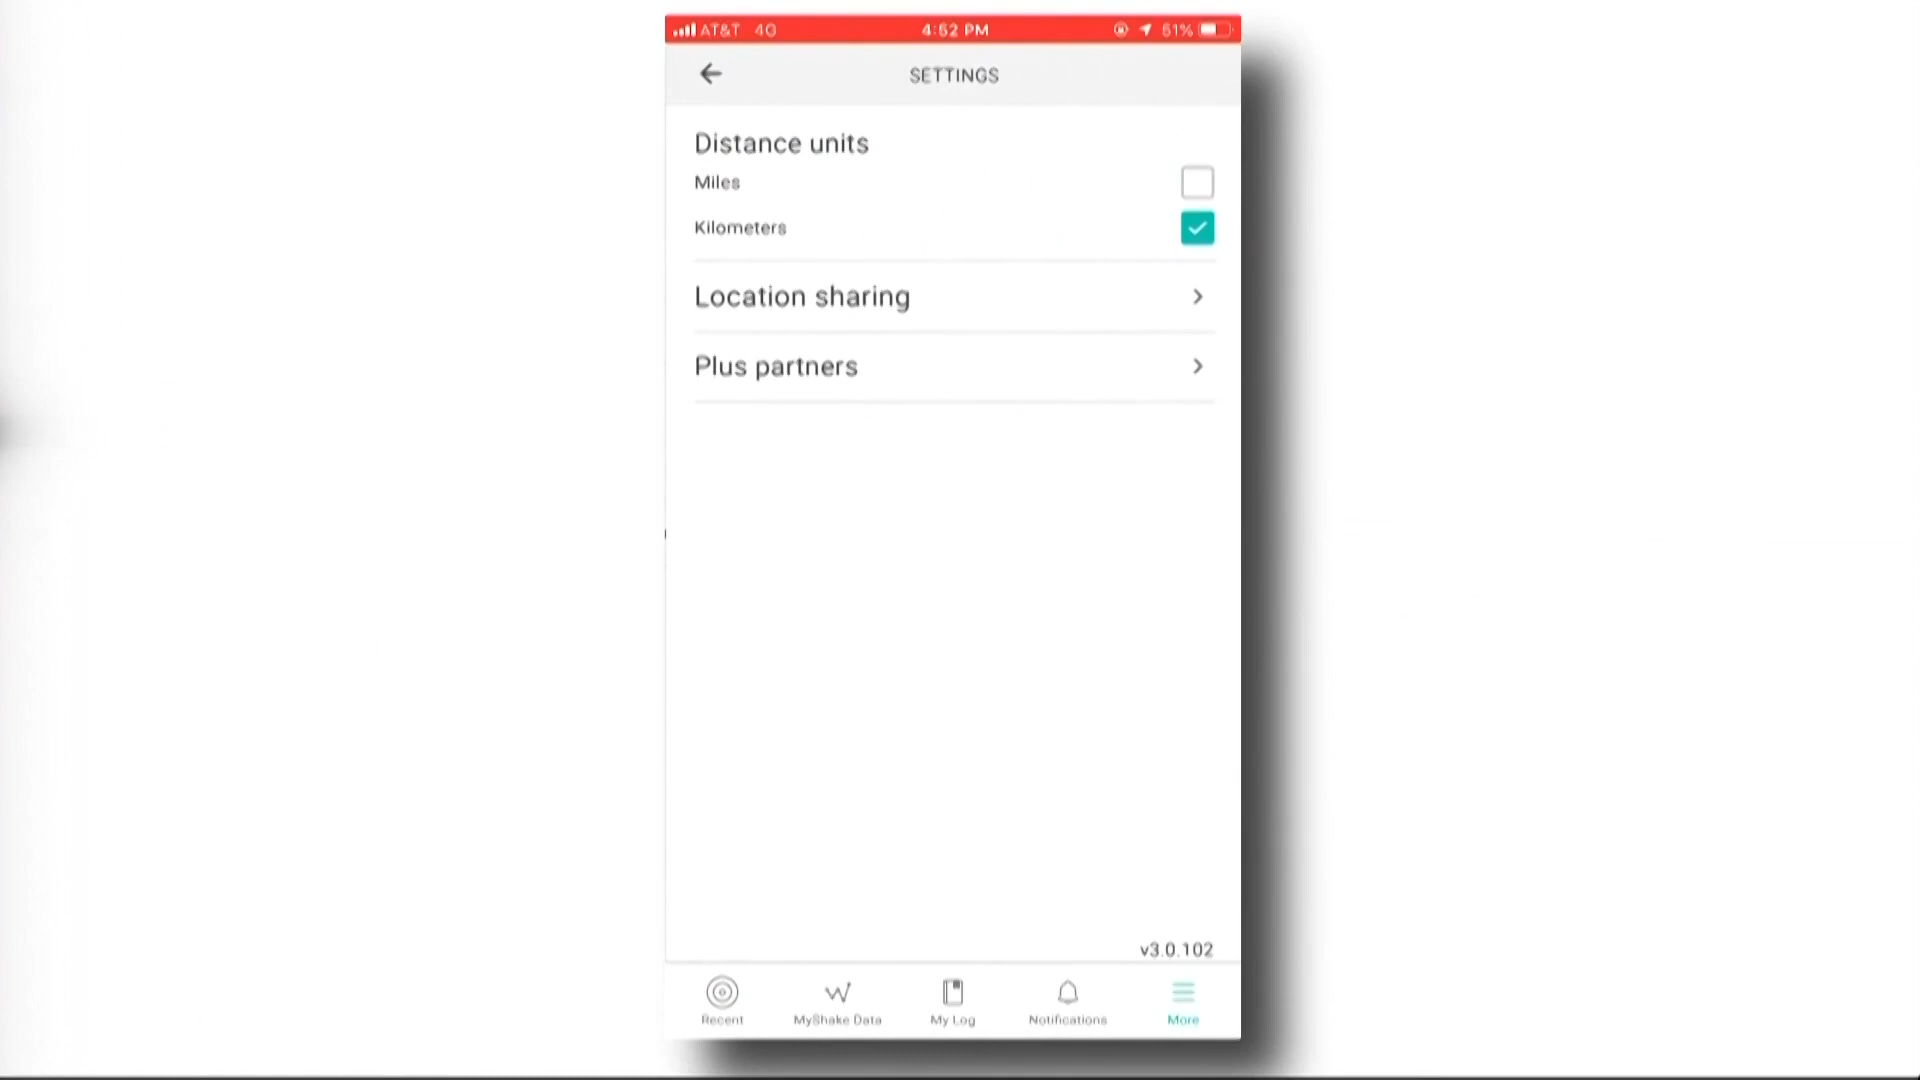 AT&T 4G 4:52 PM 51%
SETTINGS
Distance units
Miles
Kilometers
Location sharing
Plus partners
v3.0.102
Recent MyShake Data My Log Notifications More